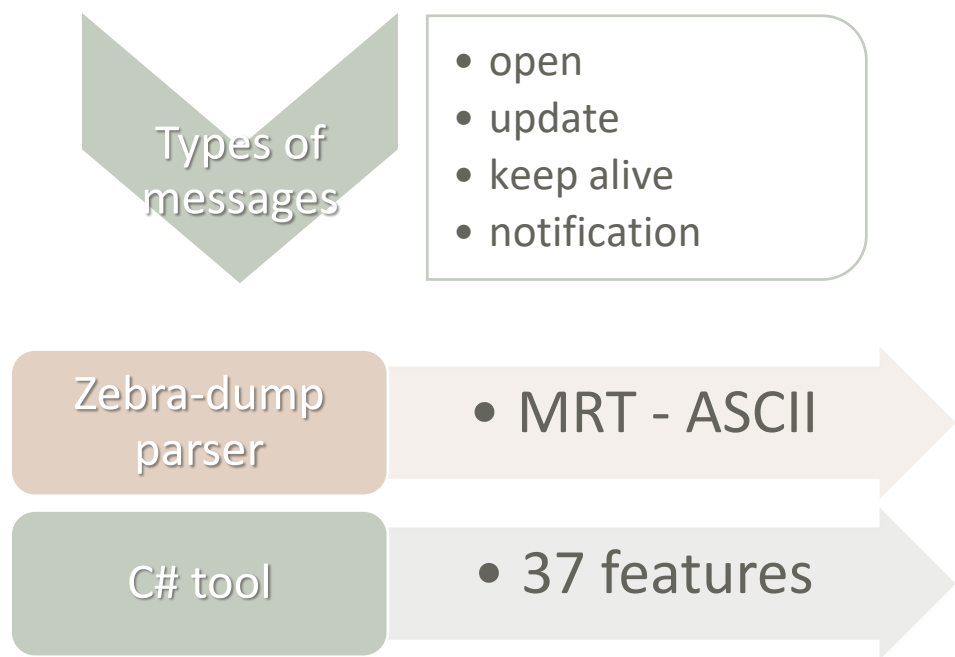 Types of
messages
• open
• update
• keep alive
• notification
Zebra-dump
parser
• MRT - ASCII
C# tool
• 37 features